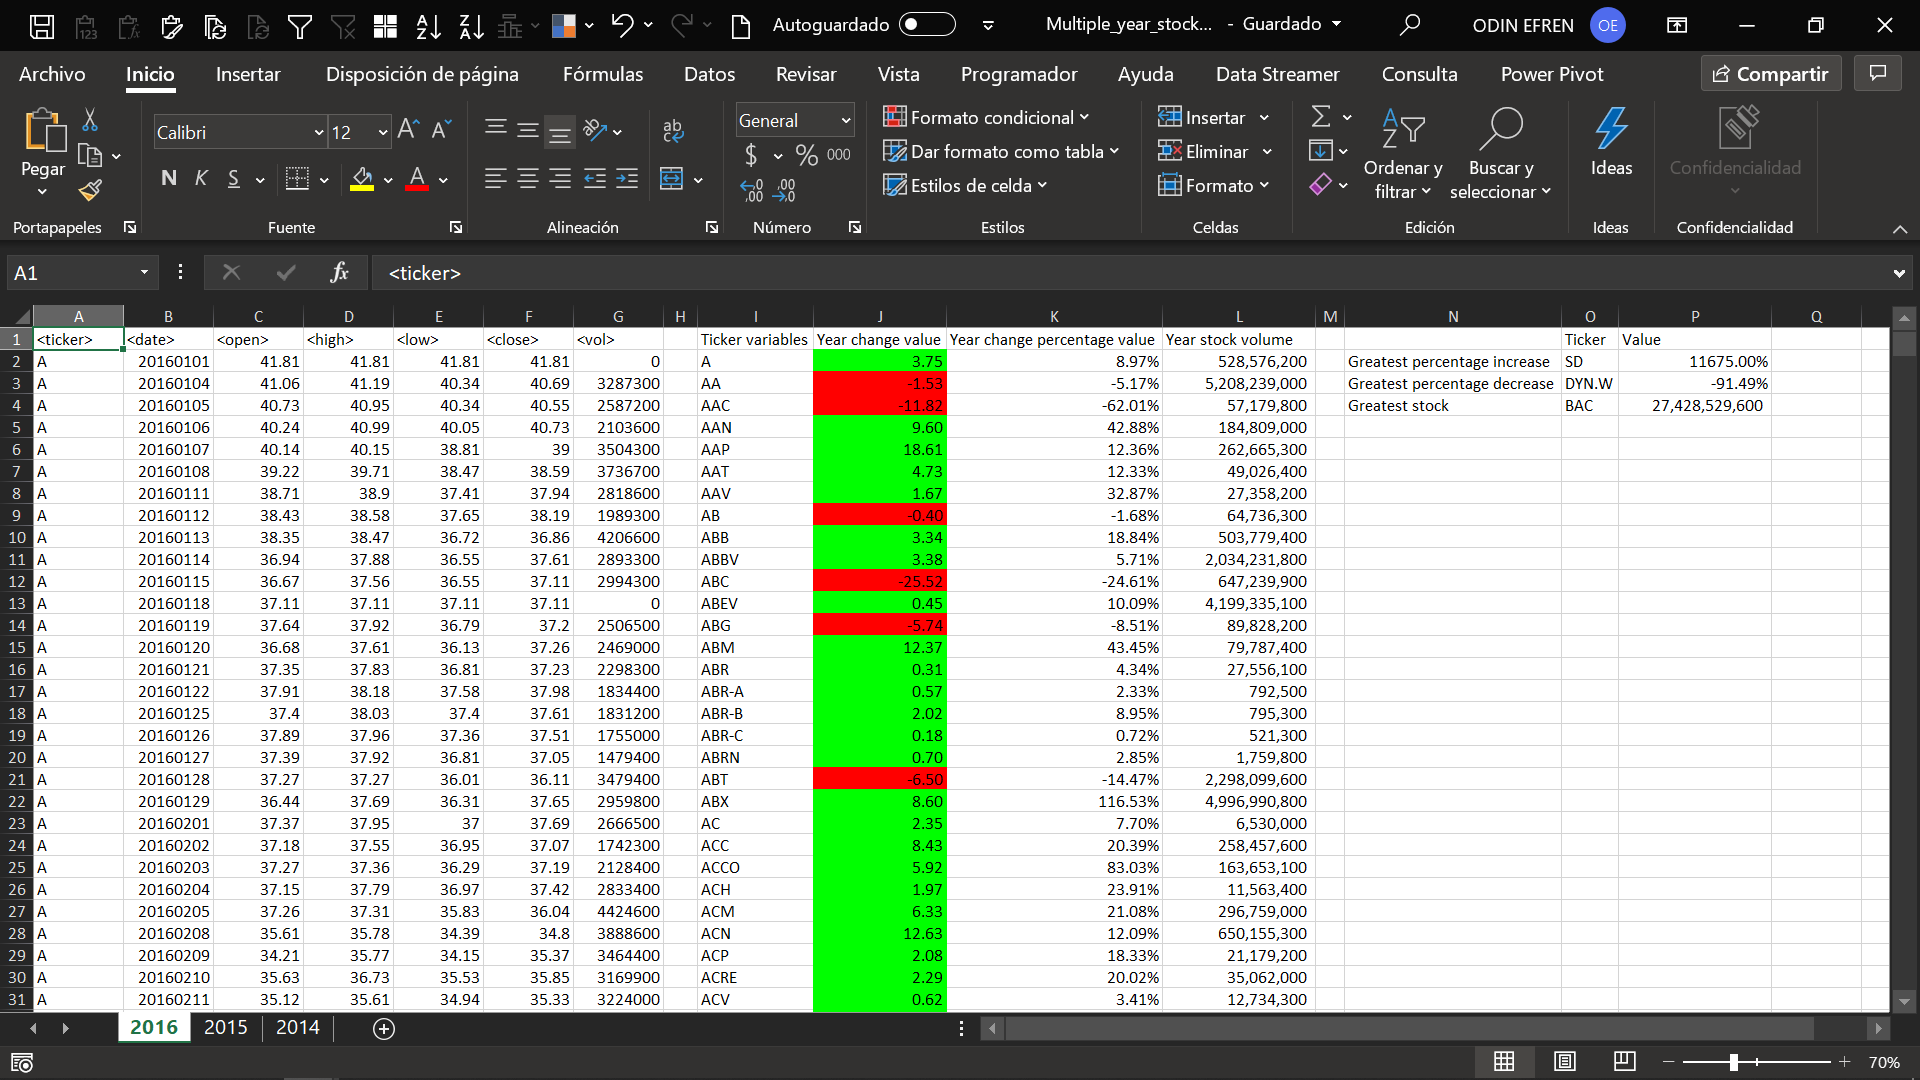 Autoguardado
Multiple_year_stock... - Guardado
ODIN EFREN OE
Archivo Inicio Insertar Disposición de página Fórmulas Datos Revisar Vista Programador Ayuda Data Streamer Consulta Power Pivot Compartir
Pegar
Calibri 12
N K S A
General
$ % 000
Formato condicional
Dar formato como tabla
Estilos de celda
Insertar
Eliminar
Formato
Ordenar y filtrar
Buscar y seleccionar
Ideas
Confidencialidad
Portapapeles Fuente Alineación Número Estilos Celdas Edición Ideas Confidencialidad
A1 fx <ticker>
A B C D E F G H I J K L M N O P Q
1 <ticker> <date> <open> <high> <low> <close> <vol> Ticker variables Year change value Year change percentage value Year stock volume Ticker Value
2 A 20160101 41.81 41.81 41.81 41.81 0 A 3.75 8.97% 528,576,200 Greatest percentage increase SD 11675.00%
3 A 20160104 41.06 41.19 40.34 40.69 3287300 AA -1.53 -5.17% 5,208,239,000 Greatest percentage decrease DYN.W -91.49%
4 A 20160105 40.73 40.95 40.34 40.55 2587200 AAC -11.82 -62.01% 57,179,800 Greatest stock BAC 27,428,529,600
5 A 20160106 40.24 40.99 40.05 40.73 2103600 AAN 9.60 42.88% 184,809,000
6 A 20160107 40.14 40.15 38.81 39 3504300 AAP 18.61 12.36% 262,665,300
7 A 20160108 39.22 39.71 38.47 38.59 3736700 AAT 4.73 12.33% 49,026,400
8 A 20160111 38.71 38.9 37.41 37.94 2818600 AAV 1.67 32.87% 27,358,200
9 A 20160112 38.43 38.58 37.65 38.19 1989300 AB -0.40 -1.68% 64,736,300
10 A 20160113 38.35 38.47 36.72 36.86 4206600 ABB 3.34 18.84% 503,779,400
11 A 20160114 36.94 37.88 36.55 37.61 2893300 ABBV 3.38 5.71% 2,034,231,800
12 A 20160115 36.67 37.56 36.55 37.11 2994300 ABC -25.52 -24.61% 647,239,900
13 A 20160118 37.11 37.11 37.11 37.11 0 ABEV 0.45 10.09% 4,199,335,100
14 A 20160119 37.64 37.92 36.79 37.2 2506500 ABG -5.74 -8.51% 89,828,200
15 A 20160120 36.68 37.61 36.13 37.26 2469000 ABM 12.37 43.45% 79,787,400
16 A 20160121 37.35 37.83 36.81 37.23 2298300 ABR 0.31 4.34% 27,556,100
17 A 20160122 37.91 38.18 37.58 37.98 1834400 ABR-A 0.57 2.33% 792,500
18 A 20160125 37.4 38.03 37.4 37.61 1831200 ABR-B 2.02 8.95% 795,300
19 A 20160126 37.89 37.96 37.36 37.51 1755000 ABR-C 0.18 0.72% 521,300
20 A 20160127 37.39 37.92 36.81 37.05 1479400 ABRN 0.70 2.85% 1,759,800
21 A 20160128 37.27 37.27 36.01 36.11 3479400 ABT -6.50 -14.47% 2,298,099,600
22 A 20160129 36.44 37.69 36.31 37.65 2959800 ABX 8.60 116.53% 4,996,990,800
23 A 20160201 37.37 37.95 37 37.69 2666500 AC 2.35 7.70% 6,530,000
24 A 20160202 37.18 37.55 36.95 37.07 1742300 ACC 8.43 20.39% 258,457,600
25 A 20160203 37.27 37.36 36.29 37.19 2128400 ACCO 5.92 83.03% 163,653,100
26 A 20160204 37.15 37.79 36.97 37.42 2833400 ACH 1.97 23.91% 11,563,400
27 A 20160205 37.26 37.31 35.83 36.04 4424600 ACM 6.33 21.08% 296,759,000
28 A 20160208 35.61 35.78 34.39 34.8 3888600 ACN 12.63 12.09% 650,155,300
29 A 20160209 34.21 35.77 34.15 35.37 3464400 ACP 2.08 18.33% 21,179,200
30 A 20160210 35.63 36.73 35.53 35.85 3169900 ACRE 2.29 20.02% 35,062,000
31 A 20160211 35.12 35.61 34.94 35.33 3224000 ACV 0.62 3.41% 12,734,300
2016 2015 2014
70%